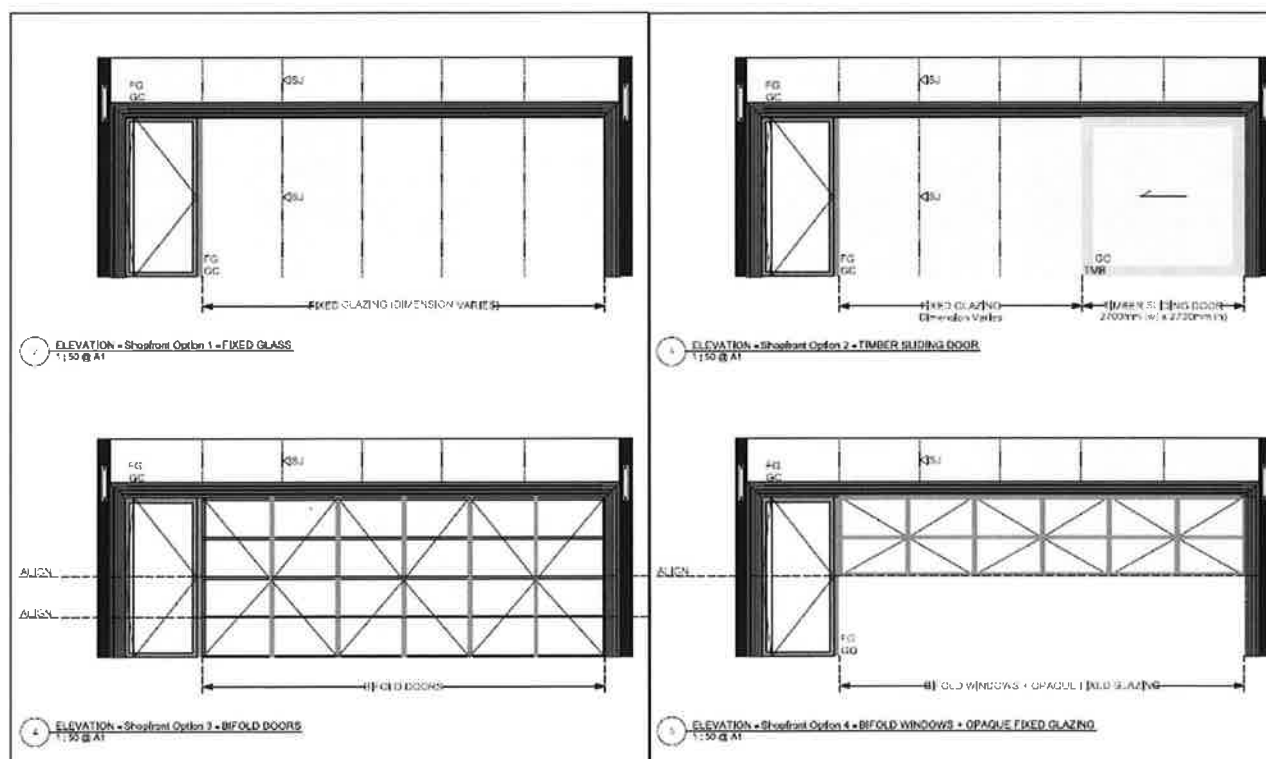 FG
GC
SJ
SJ
FG
GC
FIXED GLAZING (DIMENSION VARIES)
ELEVATION - Shopfront Option 1 - FIXED GLASS
1 : 50 @ A1
FG
GC
SJ
SJ
FG
GC
GC
TMB
FIXED GLAZING
Dimension Varies
TIMBER SLIDING DOOR
2700mm (w) x 2700mm (h)
ELEVATION - Shopfront Option 2 - TIMBER SLIDING DOOR
1 : 50 @ A1
FG
GC
SJ
ALIGN
ALIGN
BIFOLD DOORS
4
ELEVATION - Shopfront Option 3 - BIFOLD DOORS
1 : 50 @ A1
FG
GC
SJ
ALIGN
FG
BIFOLD WINDOWS + OPAQUE FIXED GLAZING
ELEVATION - Shopfront Option 4 - BIFOLD WINDOWS + OPAQUE FIXED GLAZING
1 : 50 @ A1